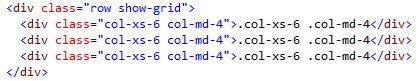 <div class="row show-grid">
  <div class="col-xs-6 col-md-4">.col-xs-6 .col-md-4</div>
  <div class="col-xs-6 col-md-4">.col-xs-6 .col-md-4</div>
  <div class="col-xs-6 col-md-4">.col-xs-6 .col-md-4</div>
</div>